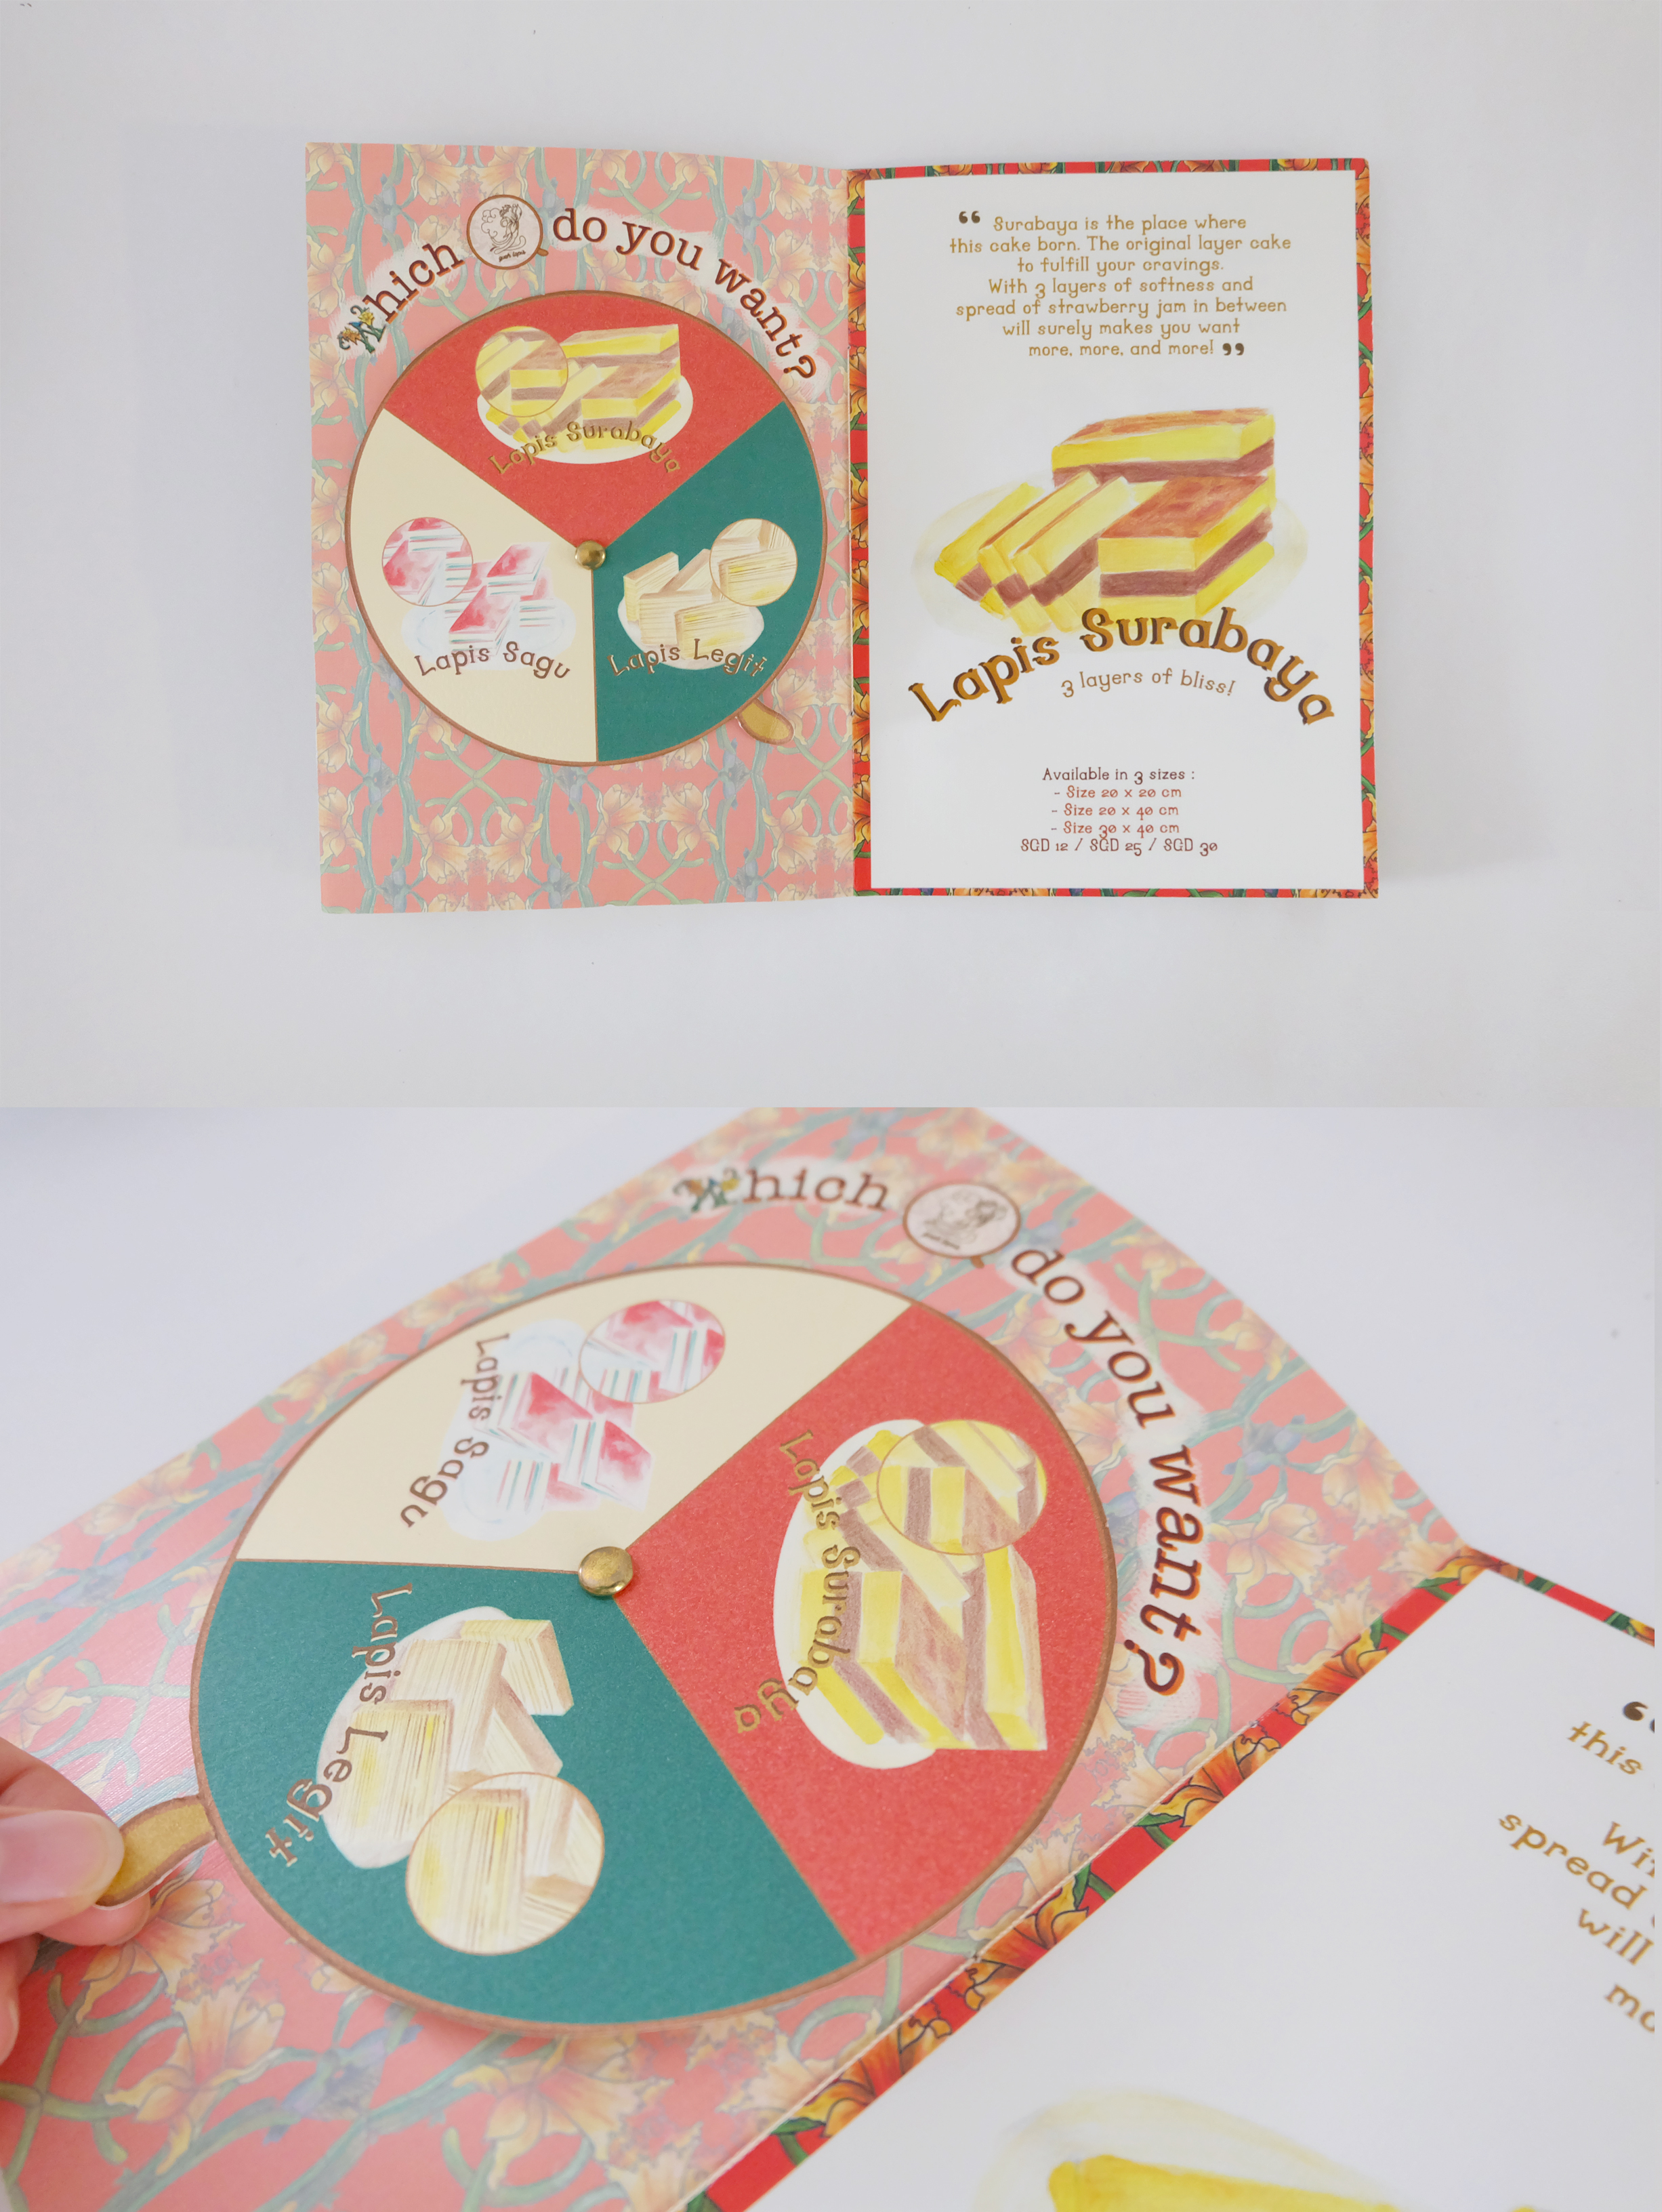 Which do you want?
Lapis Surabaya
Lapis Sagu
Lapis Legit
“ Surabaya is the place where
this cake born. The original layer cake
to fulfill your cravings.
With 3 layers of softness and
spread of strawberry jam in between
will surely makes you want
more, more, and more! ”
Lapis Surabaya
3 layers of bliss!
Available in 3 sizes :
- Size 20 x 20 cm
- Size 20 x 40 cm
- Size 30 x 40 cm
SGD 12 / SGD 25 / SGD 30
Which do you want?
Lapis Sagu
Lapis Surabaya
Lapis Legit
“
this
spread
will